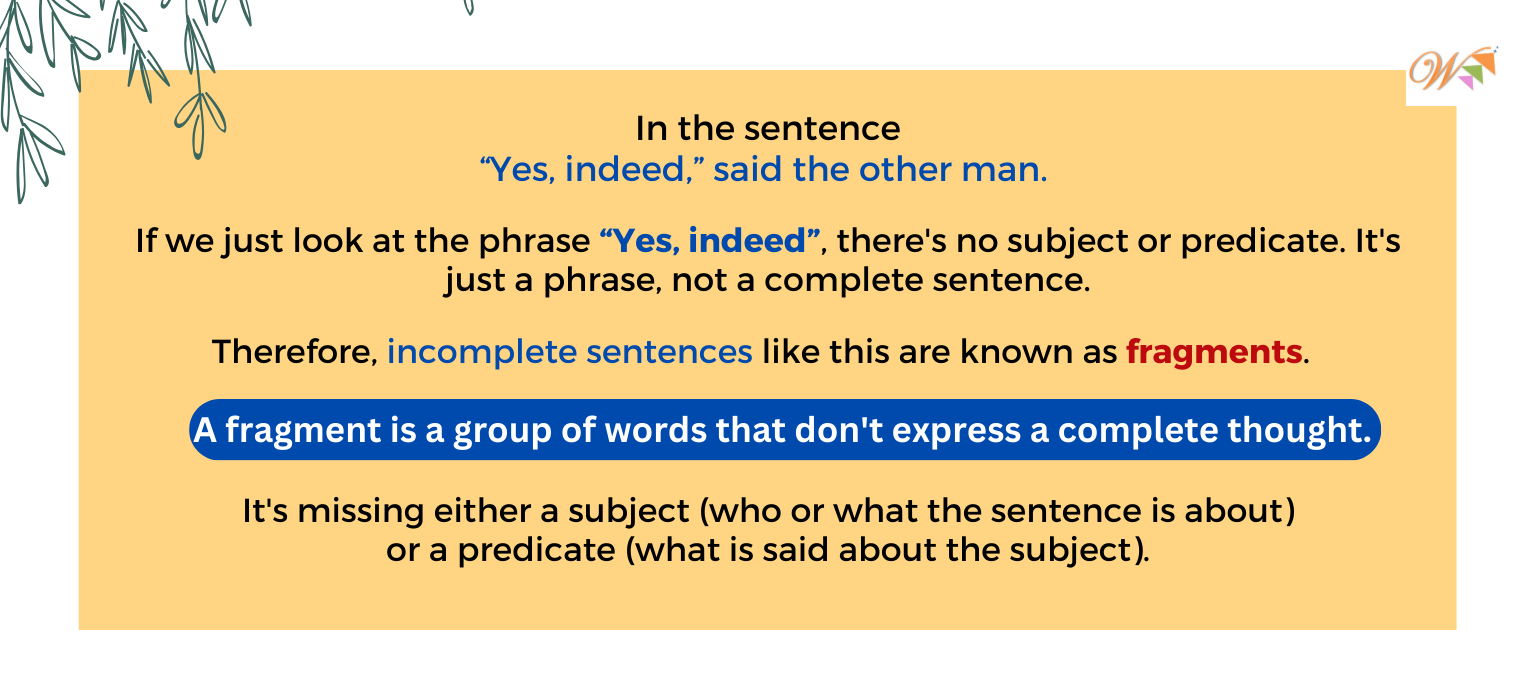 W
In the sentence
“Yes, indeed,” said the other man.
If we just look at the phrase “Yes, indeed”, there's no subject or predicate. It's
just a phrase, not a complete sentence.
Therefore, incomplete sentences like this are known as fragments.
A fragment is a group of words that don't express a complete thought.
It's missing either a subject (who or what the sentence is about)
or a predicate (what is said about the subject).